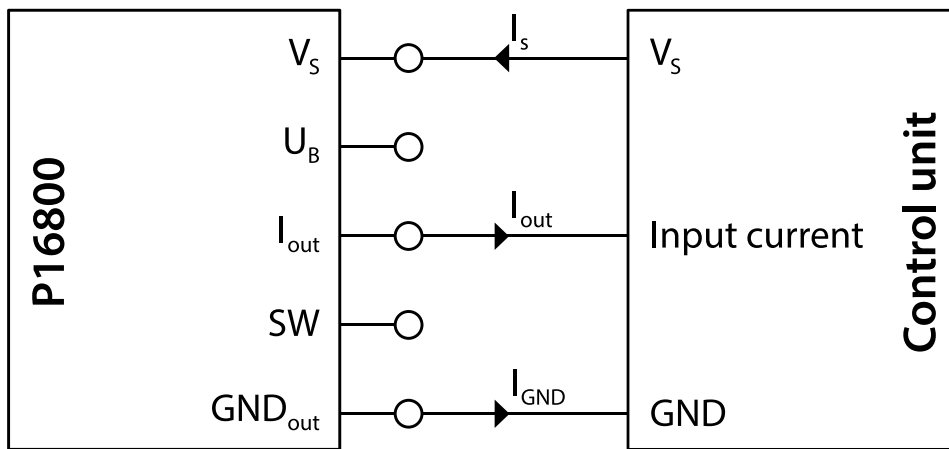 P16800
V_S
U_B
I_out
SW
GND_out
I_s
I_out
I_GND
V_S
Input current
GND
Control unit